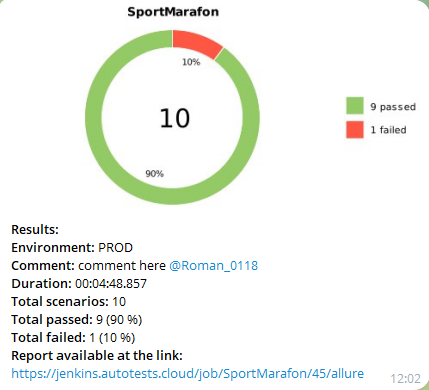 SportMarafon
10%
10
90%
9 passed
1 failed
Results:
Environment: PROD
Comment: comment here @Roman_0118
Duration: 00:04:48.857
Total scenarios: 10
Total passed: 9 (90 %)
Total failed: 1 (10 %)
Report available at the link:
https://jenkins.autotests.cloud/job/SportMarafon/45/allure
12:02